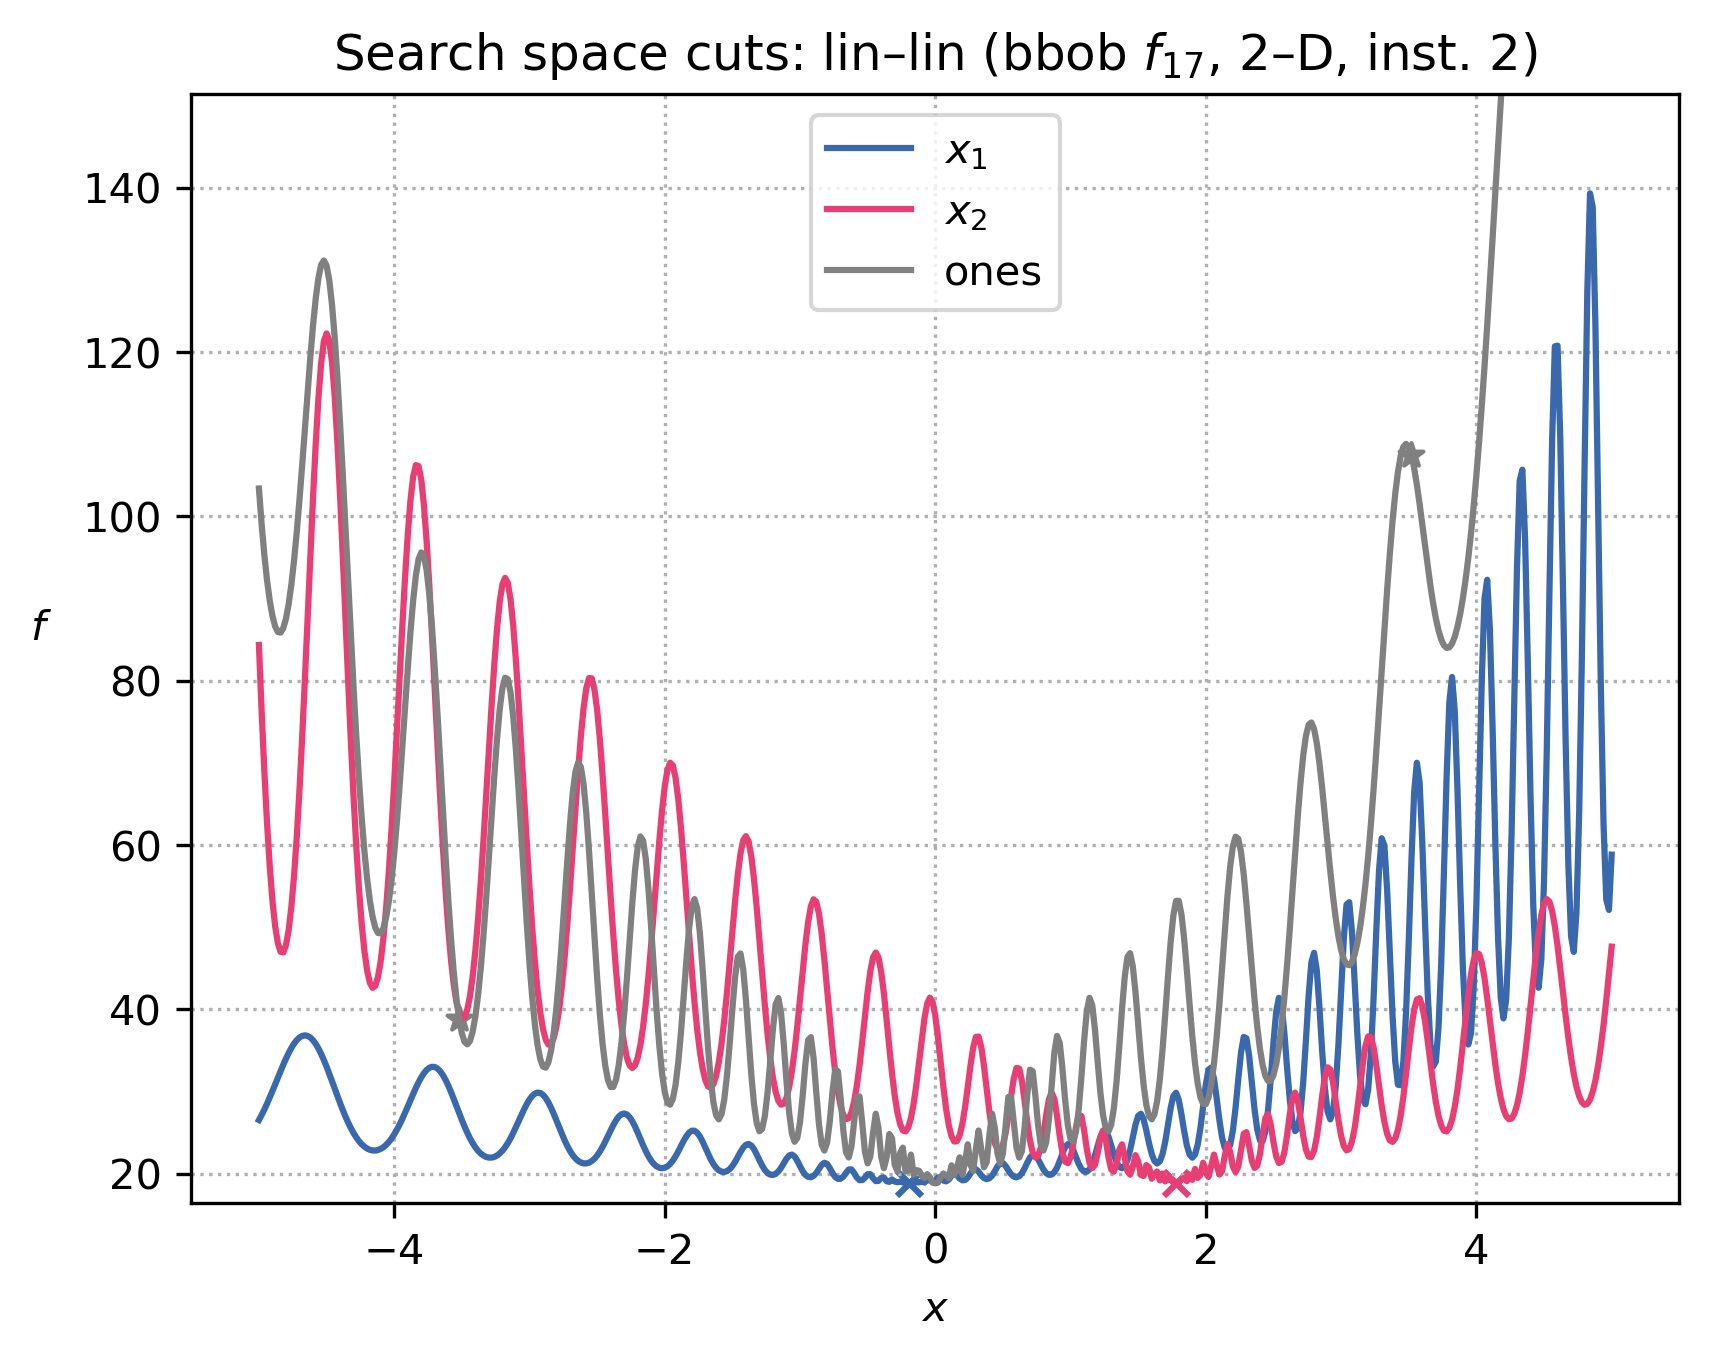 Search space cuts: lin–lin (bbob f₁₇, 2–D, inst. 2)
x₁
x₂
ones
140
120
100
80
60
40
20
f
−4 −2 0 2 4
x